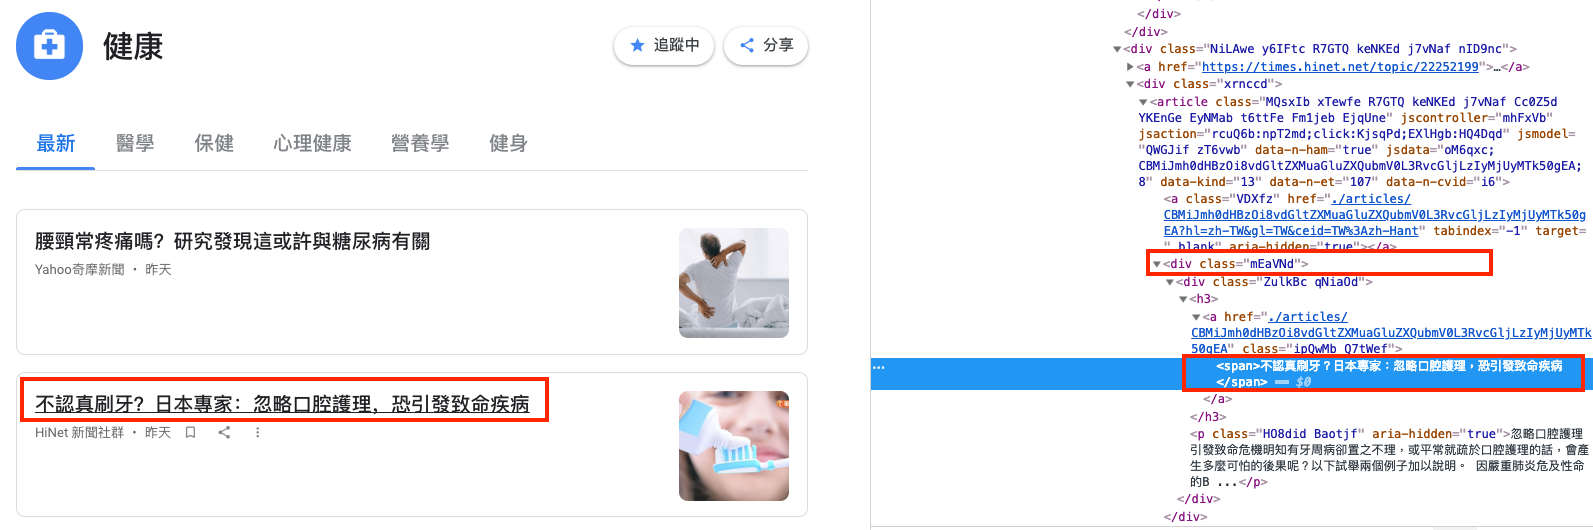 健康
追蹤中
分享
最新
醫學
保健
心理健康
營養學
健身
腰頸常疼痛嗎？研究發現這或許與糖尿病有關
Yahoo奇摩新聞 • 昨天
不認真刷牙？日本專家：忽略口腔護理，恐引發致命疾病
HiNet 新聞社群 • 昨天
</div>
</div>
<div class="NiLAwe y6IFtc R7GTQ keNKEd j7vNaf nID9nc">
<a href="https://times.hinet.net/topic/22252199">…</a>
<div class="xrnccd">
<article class="MQsxIb xTewfe R7GTQ keNKEd j7vNaf Cc0Z5d
YKEnGe EyNMab t6ttFe Fm1jeb EjqUne" jscontroller="mhFxVb"
jsaction="rcuQ6b:npT2md;click:KjsqPd;EXlHgb:HQ4Dqd" jsmodel=
"QWGJif zT6vwb" data-n-ham="true" jsdata="oM6qxc;
CBMiJmh0dHBzOi8vdGltZXMuaGluZXQubmV0L3RvcGljLzIyMjUyMTk50gEA;
8" data-kind="13" data-n-et="107" data-n-cvid="i6">
<a class="VDXfz" href="./articles/
CBMiJmh0dHBzOi8vdGltZXMuaGluZXQubmV0L3RvcGljLzIyMjUyMTk50g
EA?hl=zh-TW&gl=TW&ceid=TW%3Azh-Hant" tabindex="-1" target=
"_blank" aria-hidden="true"></a>
<div class="mEaVNd">
<div class="ZulkBc qNiaOd">
<h3>
<a href="./articles/
CBMiJmh0dHBzOi8vdGltZXMuaGluZXQubmV0L3RvcGljLzIyMjUyMTk
50gEA" class="ipQwMb Q7tWef">
<span>不認真刷牙？日本專家：忽略口腔護理，恐引發致命疾病
</span> == $0
</a>
</h3>
<p class="HO8did Baotjf" aria-hidden="true">忽略口腔護理
引發致命危機明知有牙周病卻置之不理，或平常就疏於口腔護理的話，會產
生多麼可怕的後果呢？以下試舉兩個例子加以說明。 因嚴重肺炎危及性命
的B ...</p>
</div>
</div>